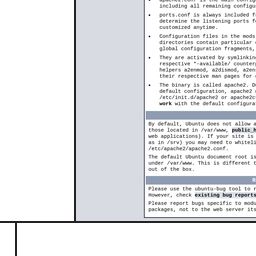 including all remaining configu
ports.conf is always included f
determine the listening ports f
customized anytime.
Configuration files in the mods
directories contain particular
global configuration fragments,
They are activated by symlinkin
respective *-available/ counter
helpers a2enmod, a2dismod, a2en
their respective man pages for
The binary is called apache2. D
default configuration, apache2
/etc/init.d/apache2 or apache2c
work with the default configura
By default, Ubuntu does not allow a
those located in /var/www, public_h
web applications). If your site is
as in /srv) you may need to whiteli
/etc/apache2/apache2.conf.
The default Ubuntu document root is
under /var/www. This is different t
out of the box.
Please use the ubuntu-bug tool to r
However, check existing bug reports
Please report bugs specific to modu
packages, not to the web server its